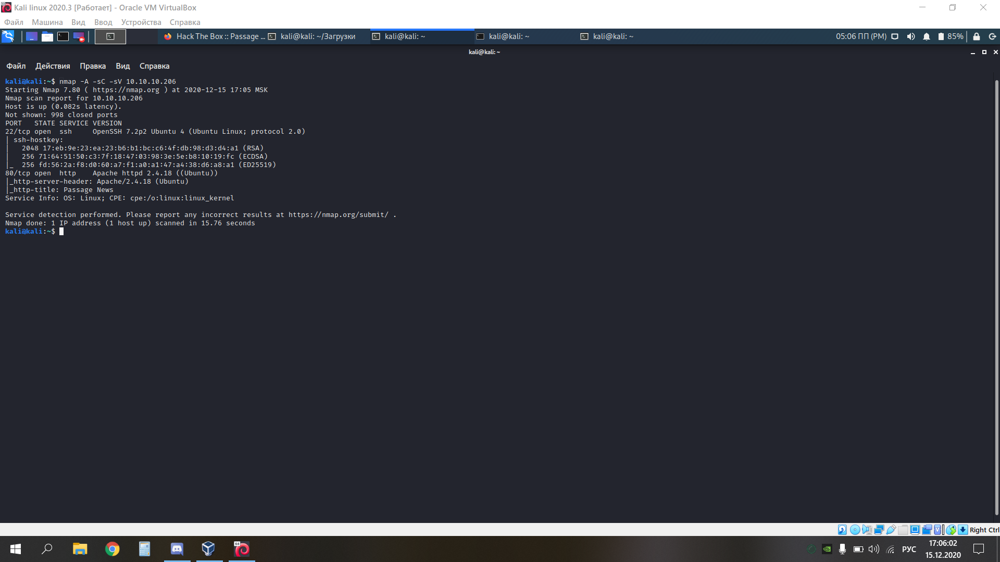 Kali linux 2020.3 [Работает] - Oracle VM VirtualBox
Файл Машина Вид Ввод Устройства Справка
Hack The Box :: Passage ... kali@kali: ~/Загрузки kali@kali: ~ kali@kali: ~ kali@kali: ~ 05:06 ПП (PM) 85%
kali@kali: ~
Файл Действия Правка Вид Справка
kali@kali:~$ nmap -A -sC -sV 10.10.10.206
Starting Nmap 7.80 ( https://nmap.org ) at 2020-12-15 17:05 MSK
Nmap scan report for 10.10.10.206
Host is up (0.082s latency).
Not shown: 998 closed ports
PORT   STATE SERVICE VERSION
22/tcp open  ssh     OpenSSH 7.2p2 Ubuntu 4 (Ubuntu Linux; protocol 2.0)
| ssh-hostkey:
|   2048 17:eb:9e:23:ea:23:b6:b1:bc:c6:4f:db:98:d3:d4:a1 (RSA)
|   256 71:64:51:50:c3:7f:18:47:03:98:3e:5e:b8:10:19:fc (ECDSA)
|_  256 fd:56:2a:f8:d0:60:a7:f1:a0:a1:47:a4:38:d6:a8:a1 (ED25519)
80/tcp open  http    Apache httpd 2.4.18 ((Ubuntu))
|_http-server-header: Apache/2.4.18 (Ubuntu)
|_http-title: Passage News
Service Info: OS: Linux; CPE: cpe:/o:linux:linux_kernel
Service detection performed. Please report any incorrect results at https://nmap.org/submit/ .
Nmap done: 1 IP address (1 host up) scanned in 15.76 seconds
kali@kali:~$
Right Ctrl
64
РУС
17:06:02
15.12.2020